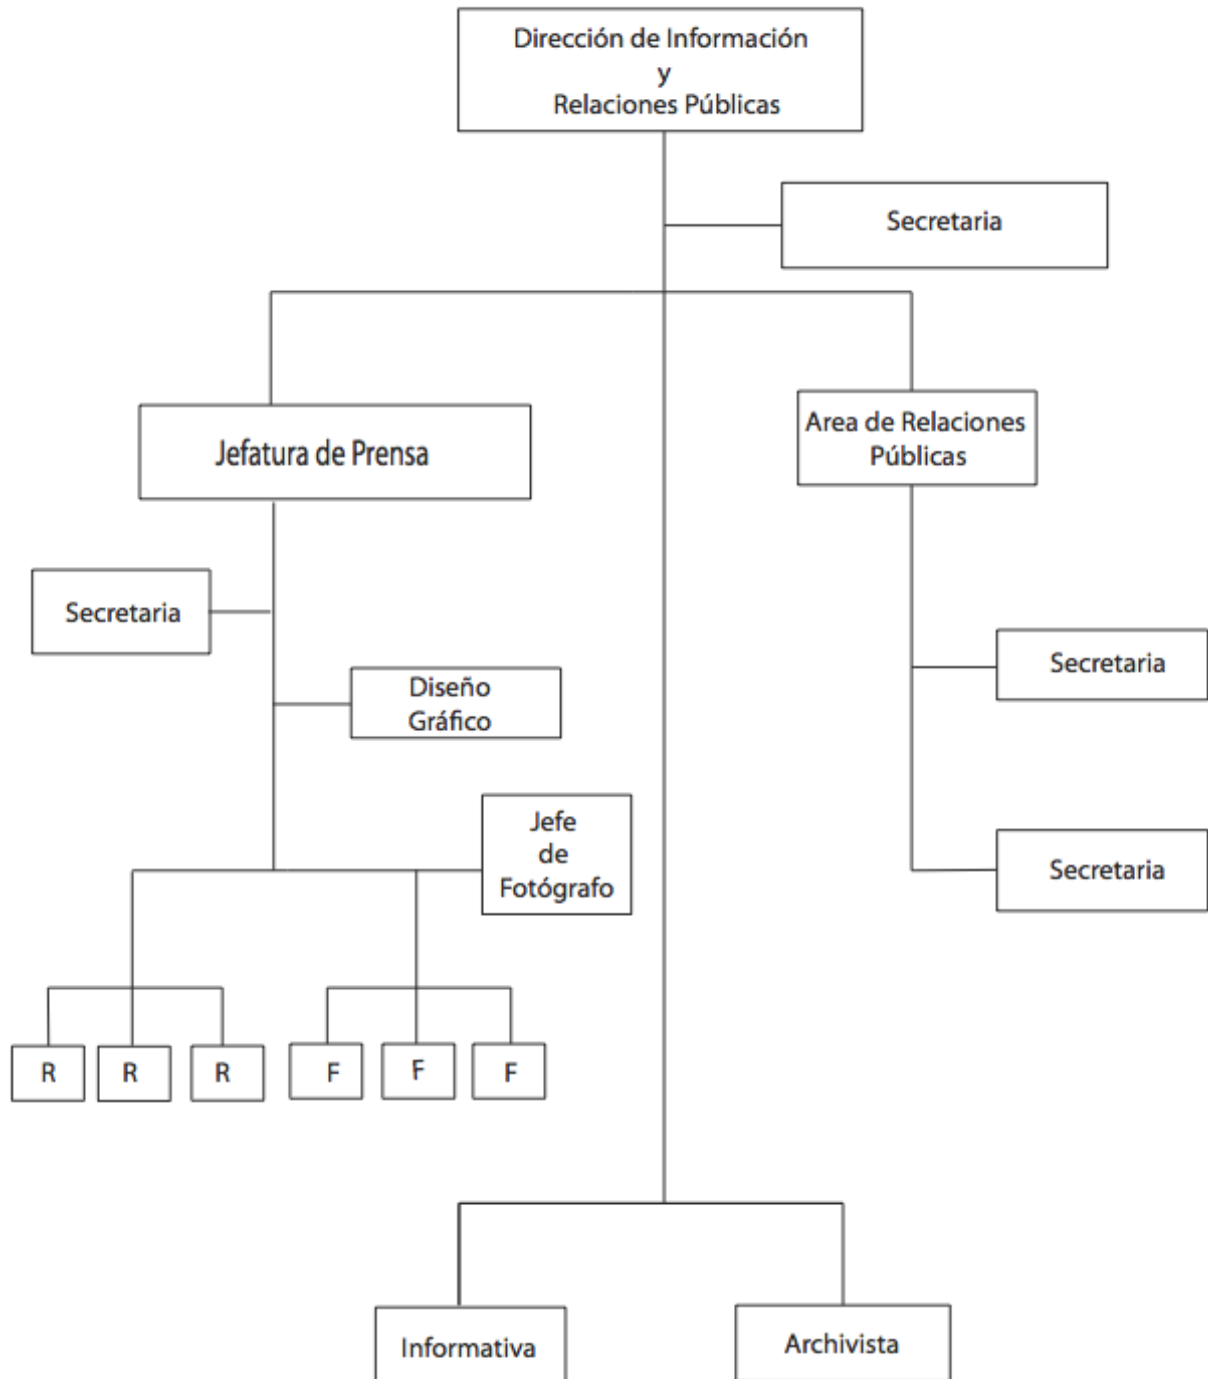 Dirección de Información
y
Relaciones Públicas
Secretaria
Jefatura de Prensa
Area de Relaciones
Públicas
Secretaria
Diseño
Gráfico
Secretaria
Jefe
de
Fotógrafo
Secretaria
R
R
R
F
F
F
Informativa
Archivista